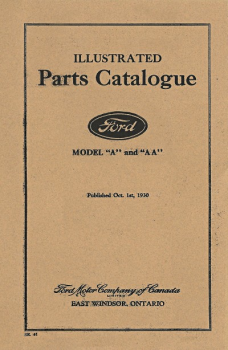 ILLUSTRATED
Parts Catalogue
Ford
MODEL "A" and "AA"
Published Oct. 1st, 1930
Ford Motor Company of Canada
LIMITED
EAST WINDSOR, ONTARIO